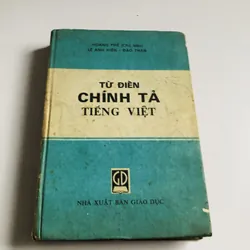 TỪ ĐIỂN
CHÍNH TẢ
TIẾNG VIỆT
GD
NHÀ XUẤT BẢN GIÁO DỤC